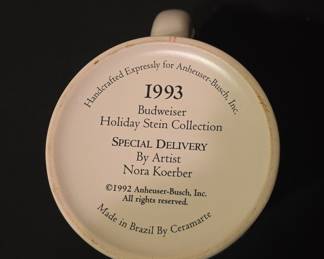 Handcrafted Expressly for Anheuser-Busch, Inc.
1993
Budweiser
Holiday Stein Collection
SPECIAL DELIVERY
By Artist
Nora Koerber
©1992 Anheuser-Busch, Inc.
All rights reserved.
Made in Brazil By Ceramarte